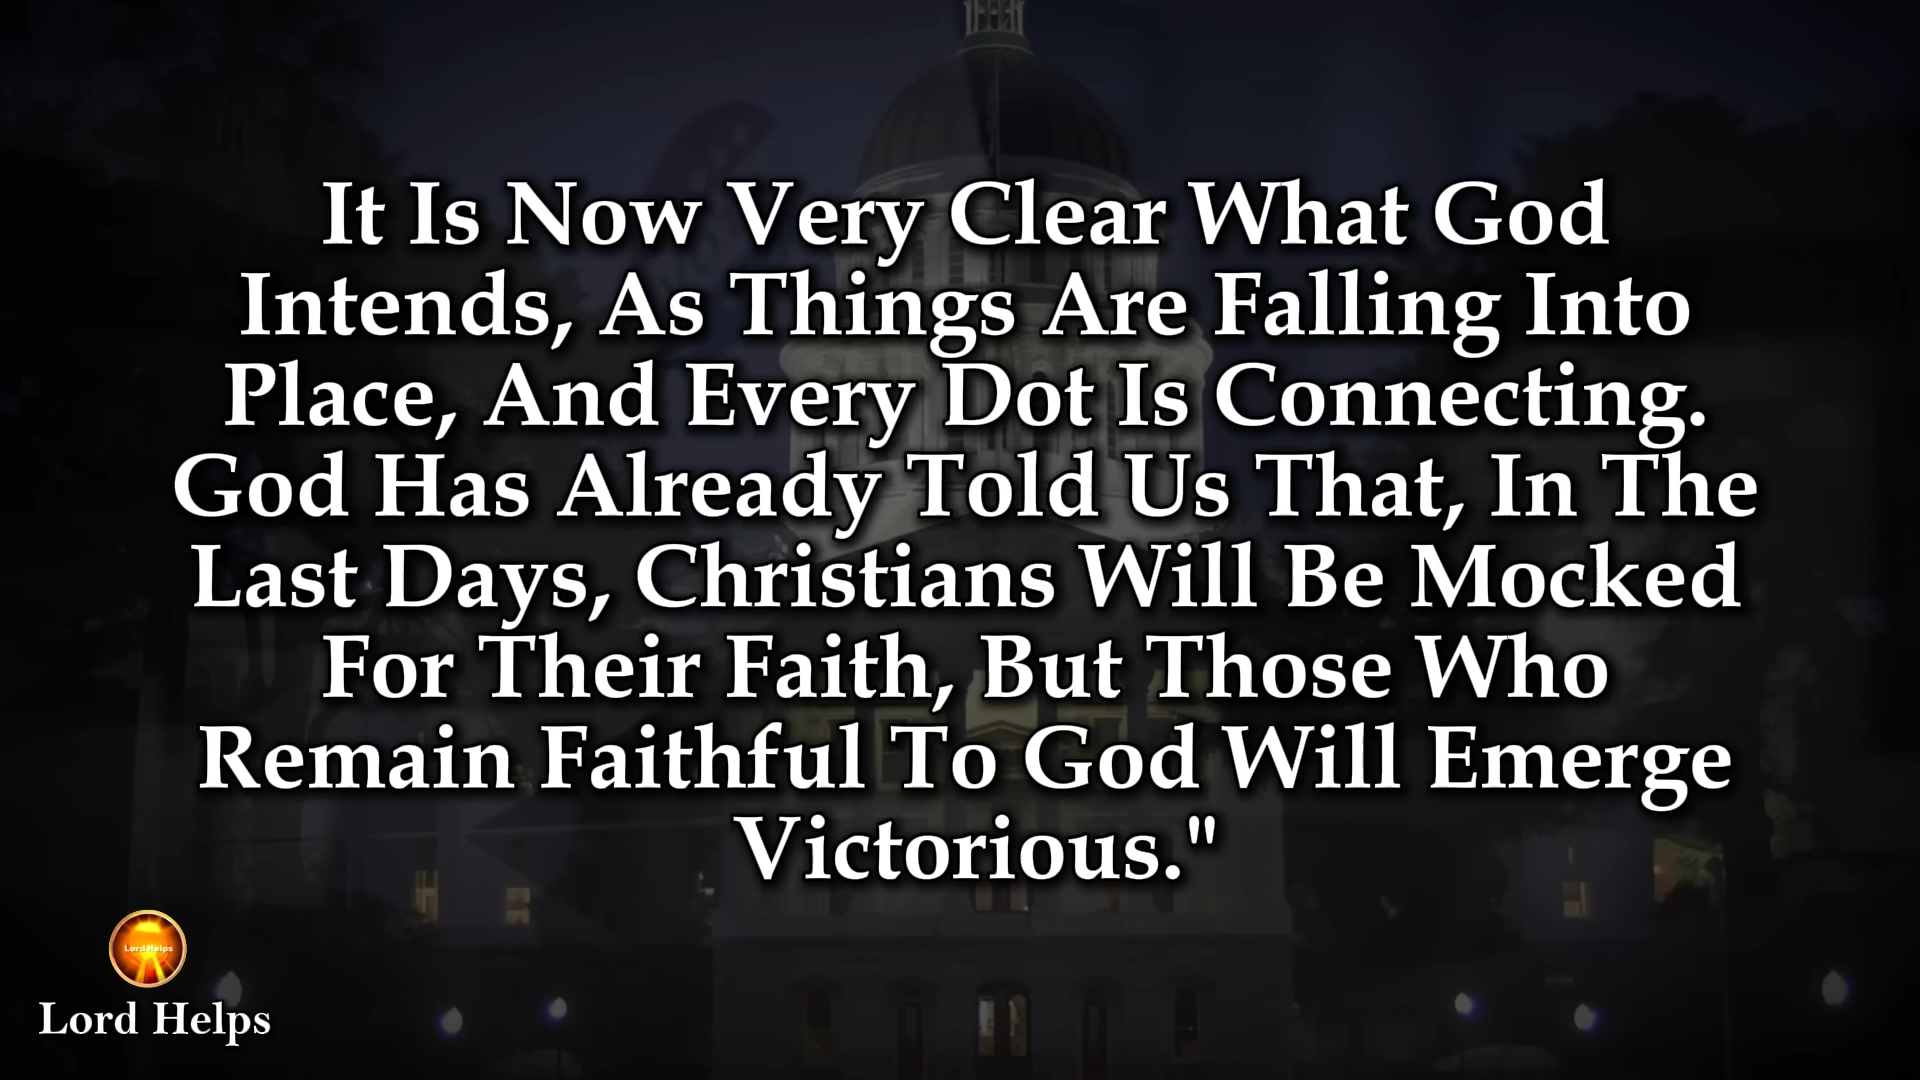 It Is Now Very Clear What God
Intends, As Things Are Falling Into
Place, And Every Dot Is Connecting.
God Has Already Told Us That, In The
Last Days, Christians Will Be Mocked
For Their Faith, But Those Who
Remain Faithful To God Will Emerge
Victorious."
Lord Helps
Lord Helps